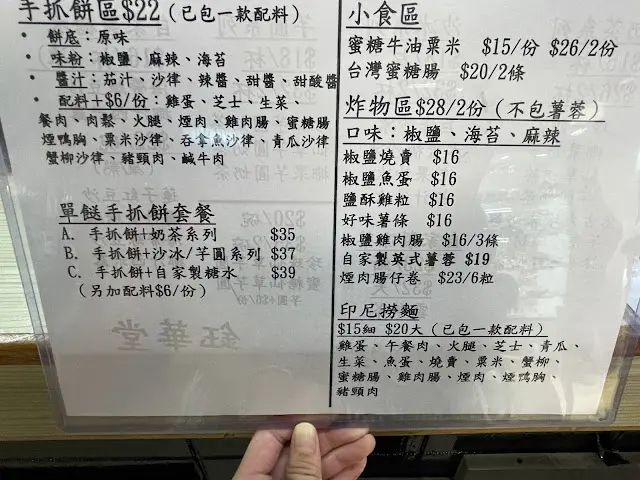 手抓餅區$22(已包一款配料)
• 餅底:原味
• 味粉:椒鹽、麻辣、海苔
• 醬汁:茄汁、沙律、辣醬、甜醬、甜酸醬
• 配料+$6/份:雞蛋、芝士、生菜、
餐肉、肉鬆、火腿、煙肉、雞肉腸、蜜糖腸
煙鴨胸、粟米沙律、吞拿魚沙律、青瓜沙律
蟹柳沙律、豬頸肉、鹹牛肉
單餸手抓餅套餐
A. 手抓餅+奶茶系列 $35
B. 手抓餅+沙冰/芋圓系列 $37
C. 手抓餅+自家製糖水 $39
(另加配料$6/份)
小食區
蜜糖牛油粟米 $15/份 $26/2份
台灣蜜糖腸 $20/2條
炸物區$28/2份(不包薯蓉)
口味:椒鹽、海苔、麻辣
椒鹽燒賣 $16
椒鹽魚蛋 $16
鹽酥雞粒 $16
好味薯條 $16
椒鹽雞肉腸 $16/3條
自家製英式薯蓉 $19
煙肉腸仔卷 $23/6粒
印尼撈麵
$15細 $20大(已包一款配料)
雞蛋、午餐肉、火腿、芝士、青瓜、
生菜、魚蛋、燒賣、粟米、蟹柳、
蜜糖腸、雞肉腸、煙肉、煙鴨胸、
豬頸肉